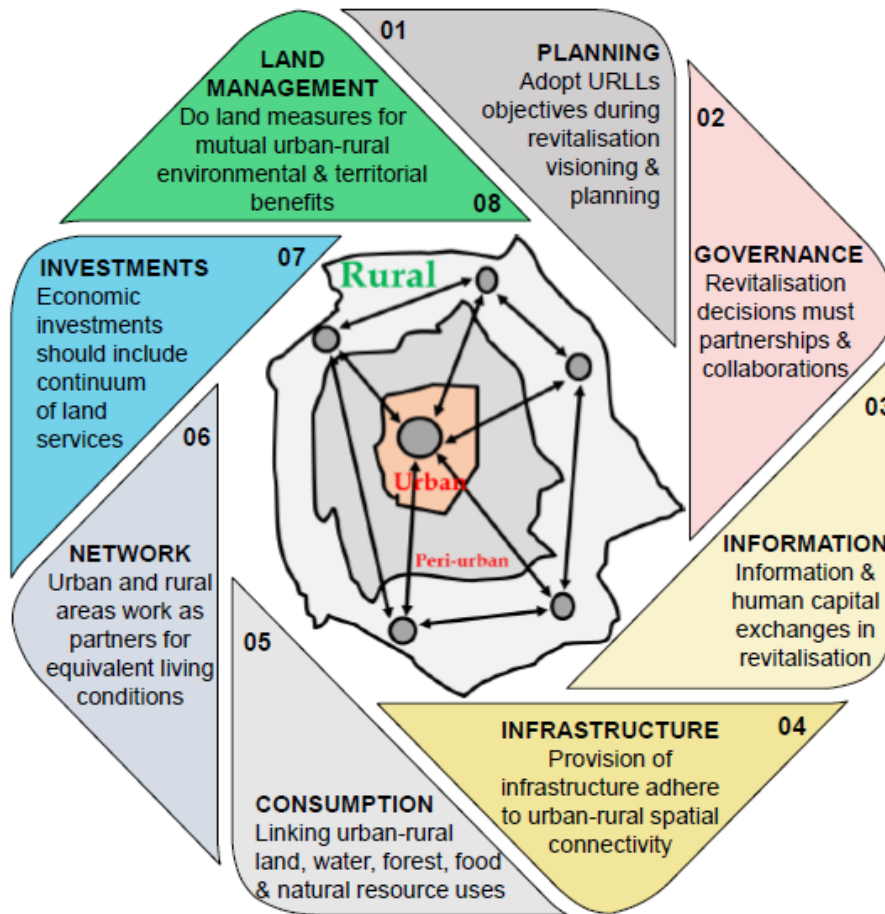 01
PLANNING
Adopt URLLs
objectives during
revitalisation
visioning &
planning
02
GOVERNANCE
Revitalisation
decisions must
partnerships &
collaborations
03
INFORMATION
Information &
human capital
exchanges in
revitalisation
04
INFRASTRUCTURE
Provision of
infrastructure adhere
to urban-rural spatial
connectivity
05
CONSUMPTION
Linking urban-rural
land, water, forest, food
& natural resource uses
06
NETWORK
Urban and rural
areas work as
partners for
equivalent living
conditions
07
INVESTMENTS
Economic
investments
should include
continuum
of land
services
08
LAND
MANAGEMENT
Do land measures for
mutual urban-rural
environmental & territorial
benefits
Rural
Urban
Peri-urban